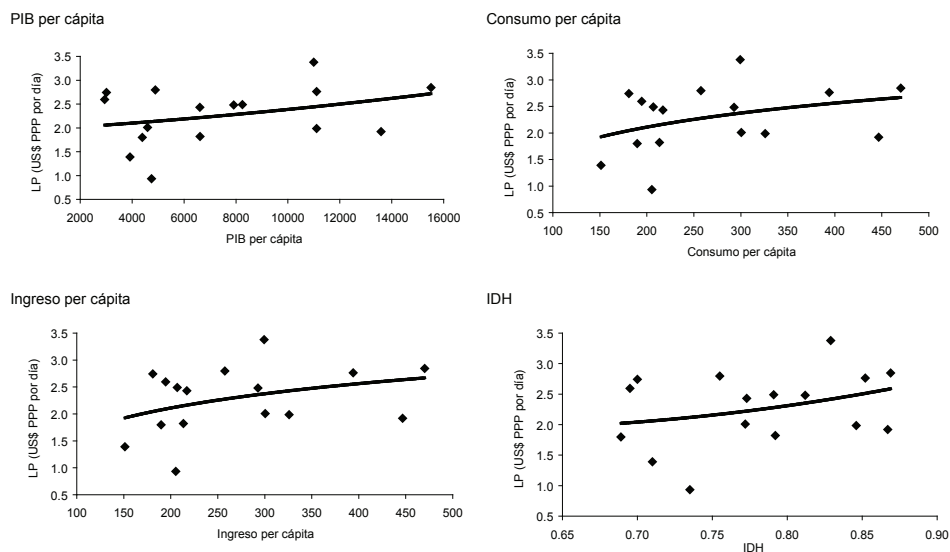 PIB per cápita
3.5
3.0
2.5
2.0
1.5
1.0
0.5
LP (US$ PPP por día)
2000 4000 6000 8000 10000 12000 14000 16000
PIB per cápita
Consumo per cápita
3.5
3.0
2.5
2.0
1.5
1.0
0.5
LP (US$ PPP por día)
100 150 200 250 300 350 400 450 500
Consumo per cápita
Ingreso per cápita
3.5
3.0
2.5
2.0
1.5
1.0
0.5
LP (US$ PPP por día)
100 150 200 250 300 350 400 450 500
Ingreso per cápita
IDH
3.5
3.0
2.5
2.0
1.5
1.0
0.5
LP (US$ PPP por día)
0.65 0.70 0.75 0.80 0.85 0.90
IDH